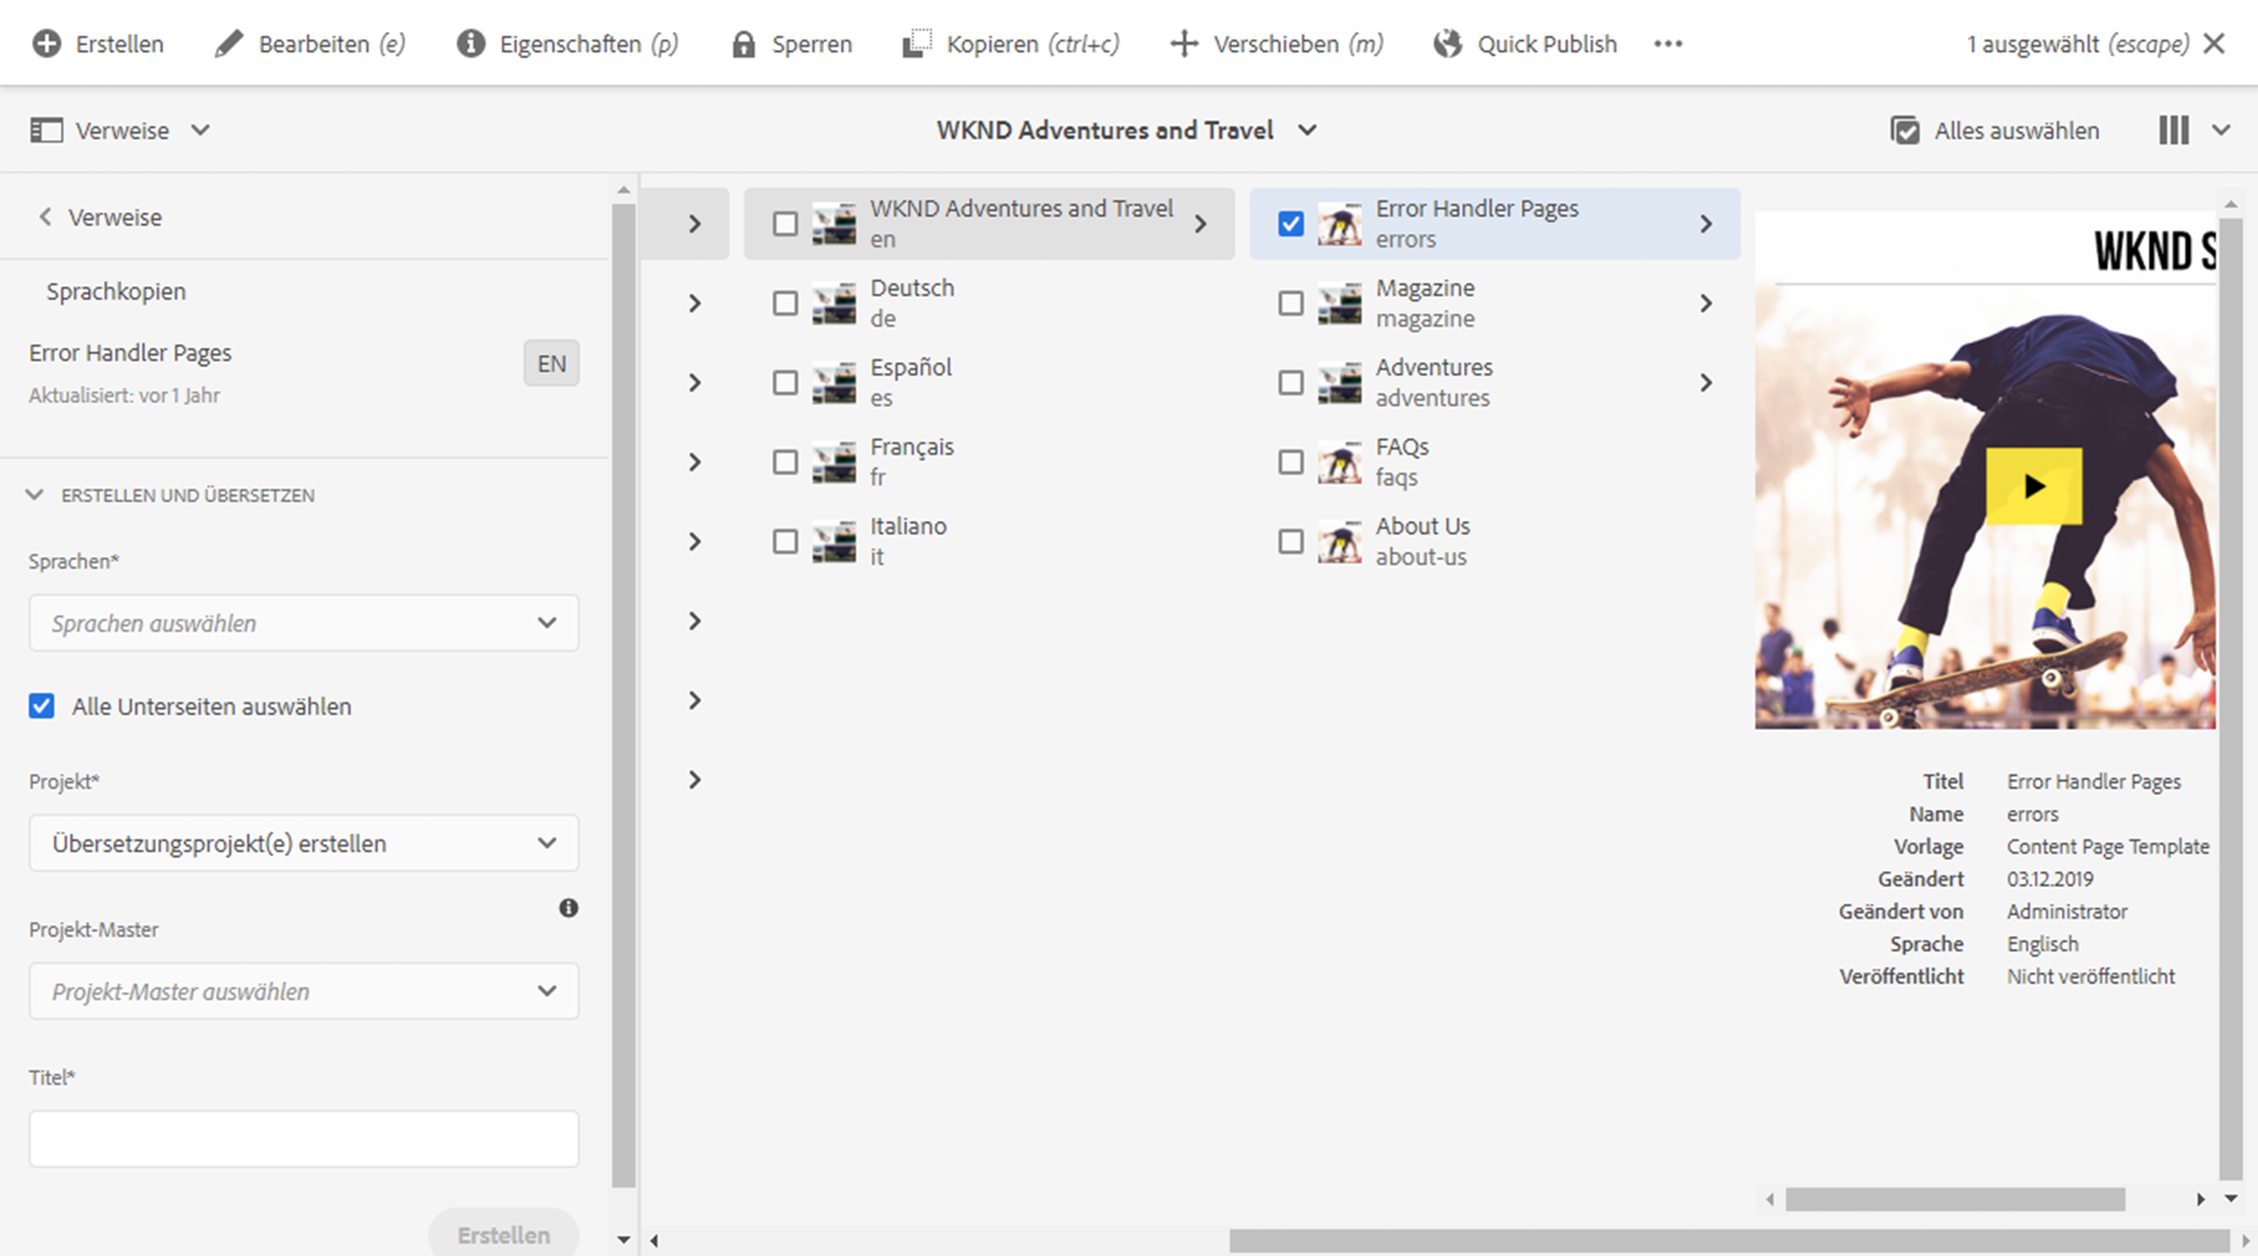 Erstellen
Bearbeiten (e)
Eigenschaften (p)
Sperren
Kopieren (ctrl+c)
Verschieben (m)
Quick Publish
1 ausgewählt (escape)
Verweise
WKND Adventures and Travel
Alles auswählen
Verweise
Sprachkopien
Error Handler Pages
EN
Aktualisiert: vor 1 Jahr
ERSTELLEN UND ÜBERSETZEN
Sprachen*
Sprachen auswählen
Alle Unterseiten auswählen
Projekt*
Übersetzungsprojekt(e) erstellen
Projekt-Master
Projekt-Master auswählen
Titel*
Erstellen
WKND Adventures and Travel
en
Deutsch
de
Español
es
Français
fr
Italiano
it
Error Handler Pages
errors
Magazine
magazine
Adventures
adventures
FAQs
faqs
About Us
about-us
WKND S
Titel Error Handler Pages
Name errors
Vorlage Content Page Template
Geändert 03.12.2019
Geändert von Administrator
Sprache Englisch
Veröffentlicht Nicht veröffentlicht